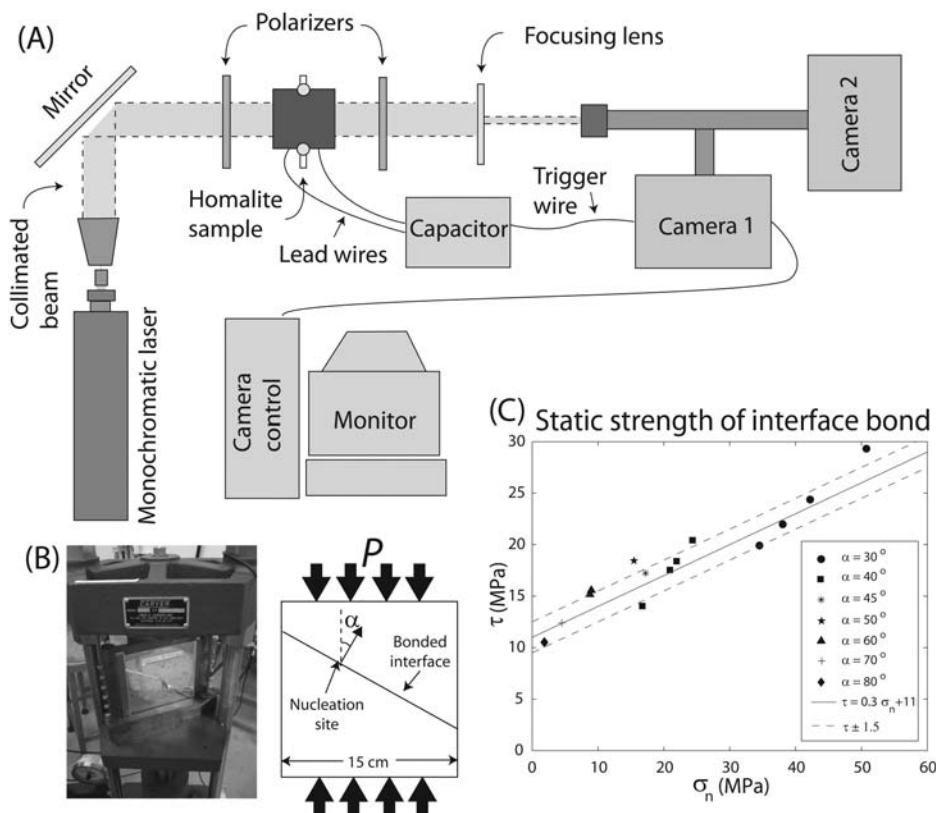 (A)
Polarizers
Focusing lens
Mirror
Camera 2
Collimated
beam
Homalite
sample
Lead wires
Capacitor
Trigger
wire
Camera 1
Monochromatic laser
Camera
control
Monitor
(B)
CARVER
P
α
Bonded
interface
Nucleation
site
15 cm
(C) Static strength of interface bond
30
25
20
15
10
5
0
0 10 20 30 40 50 60
τ (MPa)
σn (MPa)
α = 30 °
α = 40 °
α = 45 °
α = 50 °
α = 60 °
α = 70 °
α = 80 °
τ = 0.3 σn+11
τ ± 1.5